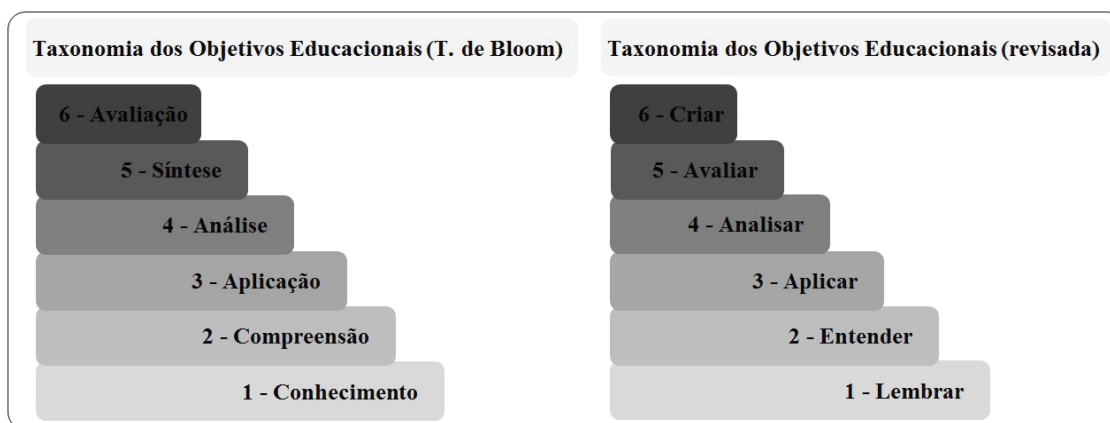 Taxonomia dos Objetivos Educacionais (T. de Bloom)
6 - Avaliação
5 - Síntese
4 - Análise
3 - Aplicação
2 - Compreensão
1 - Conhecimento
Taxonomia dos Objetivos Educacionais (revisada)
6 - Criar
5 - Avaliar
4 - Analisar
3 - Aplicar
2 - Entender
1 - Lembrar